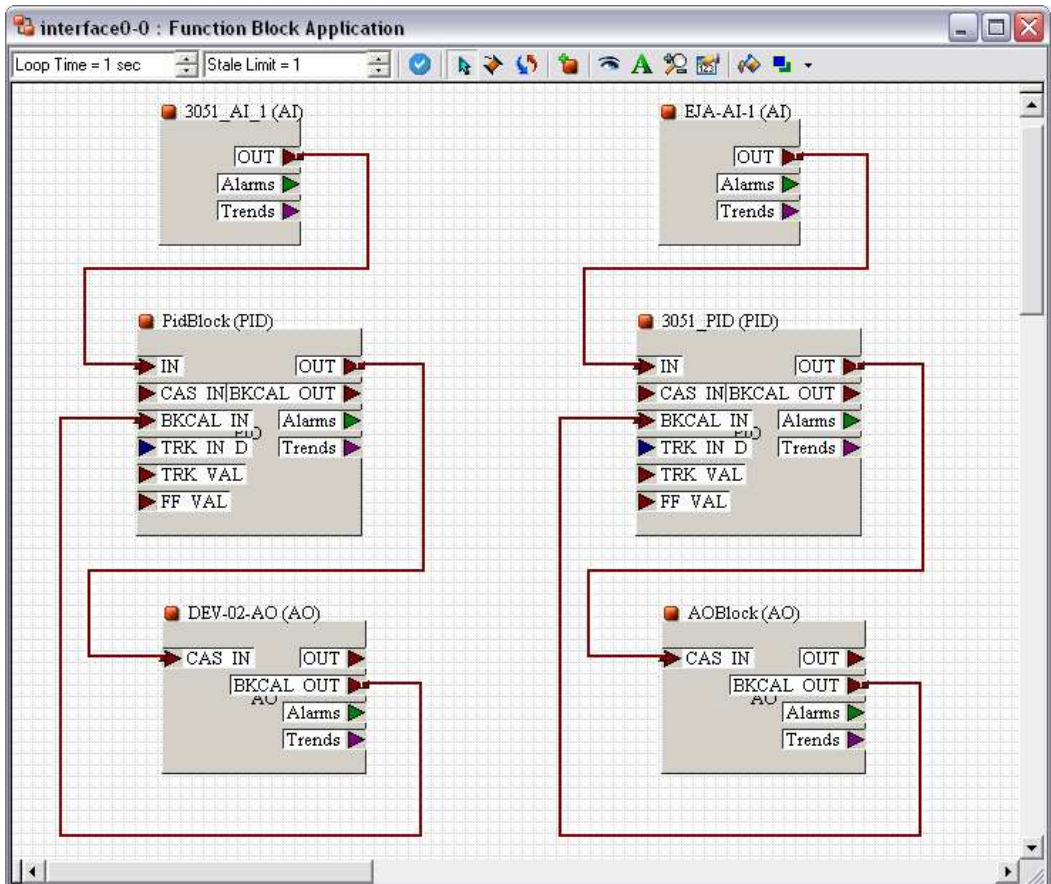 interface0-0 : Function Block Application
Loop Time = 1 sec
Stale Limit = 1
A
3051_AI_1 (AI)
OUT
Alarms
Trends
EJA-AI-1 (AI)
OUT
Alarms
Trends
PidBlock (PID)
IN
OUT
CAS IN
BKCAL OUT
BKCAL IN
Alarms
PID
TRK IN D
Trends
TRK VAL
FF VAL
3051_PID (PID)
IN
OUT
CAS IN
BKCAL OUT
BKCAL IN
Alarms
PID
TRK IN D
Trends
TRK VAL
FF VAL
DEV-02-AO (AO)
CAS IN
OUT
BKCAL OUT
AO
Alarms
Trends
AOBlock (AO)
CAS IN
OUT
BKCAL OUT
AO
Alarms
Trends